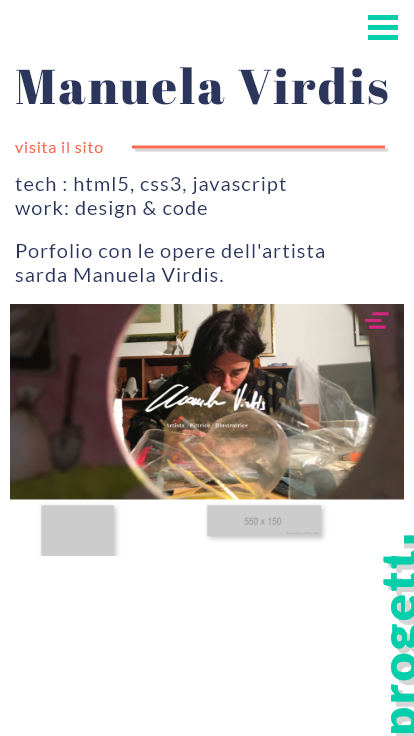 Manuela Virdis
visita il sito
tech : html5, css3, javascript
work: design & code
Porfolio con le opere dell'artista
sarda Manuela Virdis.
Manuela Virdis
Artista | Pittrice | Illustratrice
550 x 150
progetti.